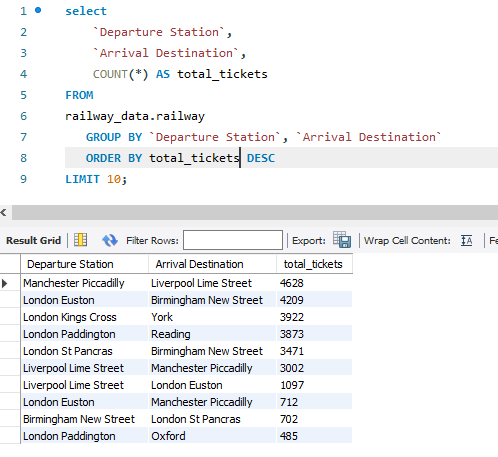 1 select
2 `Departure Station`,
3 `Arrival Destination`,
4 COUNT(*) AS total_tickets
5 FROM
6 railway_data.railway
7 GROUP BY `Departure Station`, `Arrival Destination`
8 ORDER BY total_tickets DESC
9 LIMIT 10;
Result Grid Filter Rows: Export: Wrap Cell Content: Fe
Departure Station Arrival Destination total_tickets
Manchester Piccadilly Liverpool Lime Street 4628
London Euston Birmingham New Street 4209
London Kings Cross York 3922
London Paddington Reading 3873
London St Pancras Birmingham New Street 3471
Liverpool Lime Street Manchester Piccadilly 3002
Liverpool Lime Street London Euston 1097
London Euston Manchester Piccadilly 712
Birmingham New Street London St Pancras 702
London Paddington Oxford 485